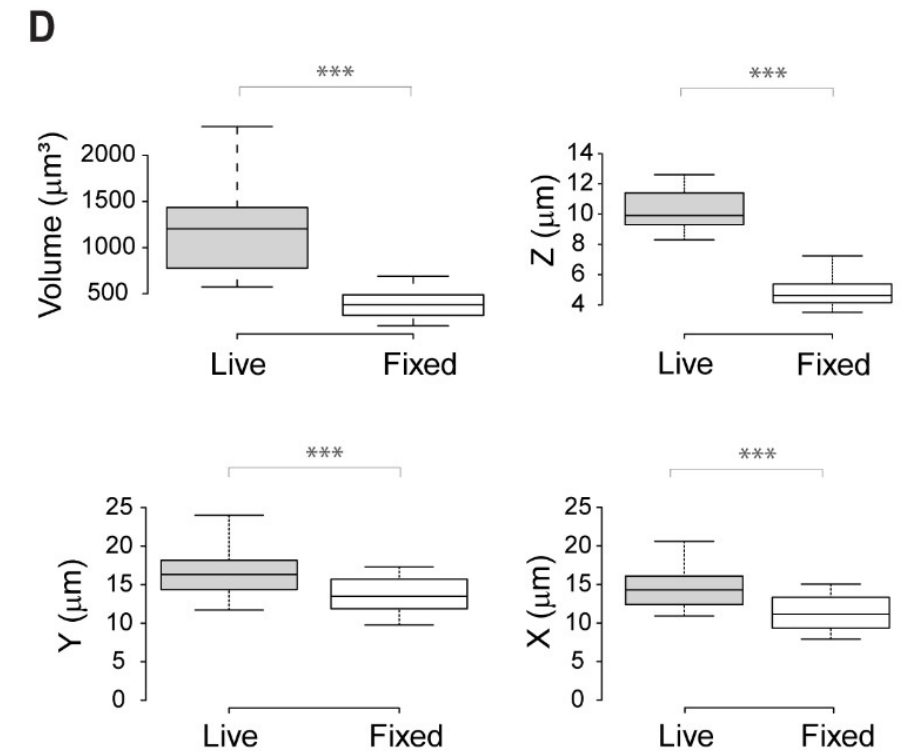 D
***
Volume (μm³)
2000
1500
1000
500
Live Fixed
***
Z (μm)
14
12
10
8
6
4
Live Fixed
***
Y (μm)
25
20
15
10
5
0
Live Fixed
***
X (μm)
25
20
15
10
5
0
Live Fixed